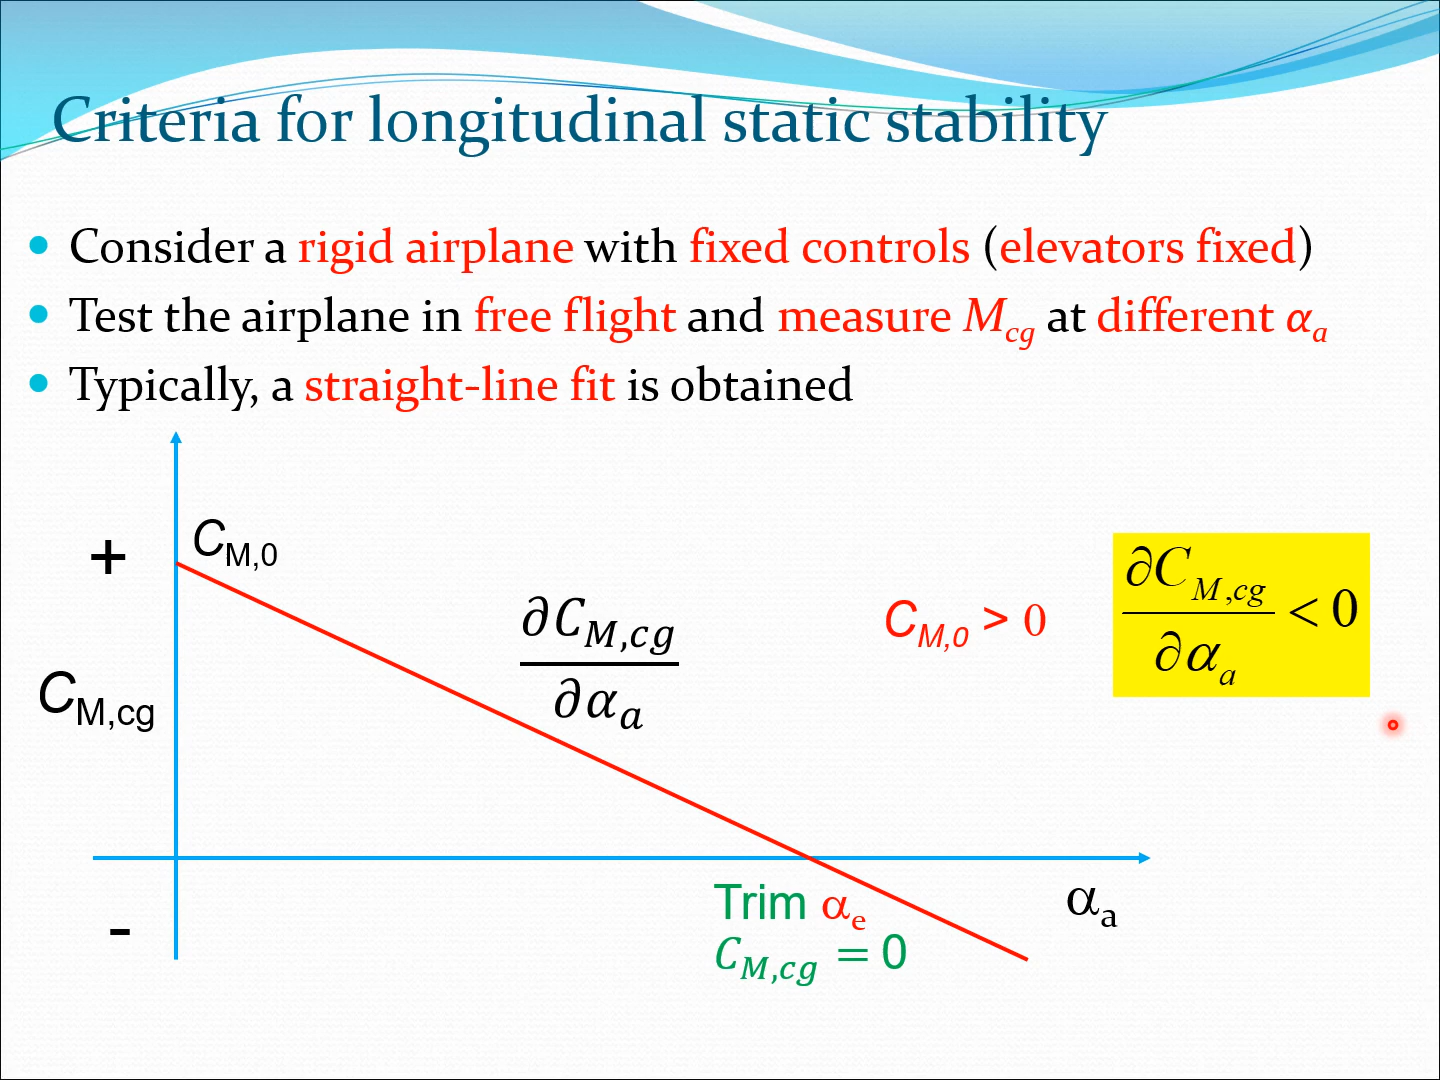 Criteria for longitudinal static stability
• Consider a rigid airplane with fixed controls (elevators fixed)
• Test the airplane in free flight and measure M_cg at different α_a
• Typically, a straight-line fit is obtained
+
C_M,0
∂C_M,cg / ∂α_a
C_M,0 > 0
∂C_M,cg / ∂α_a < 0
C_M,cg
-
Trim α_e
C_M,cg = 0
α_a